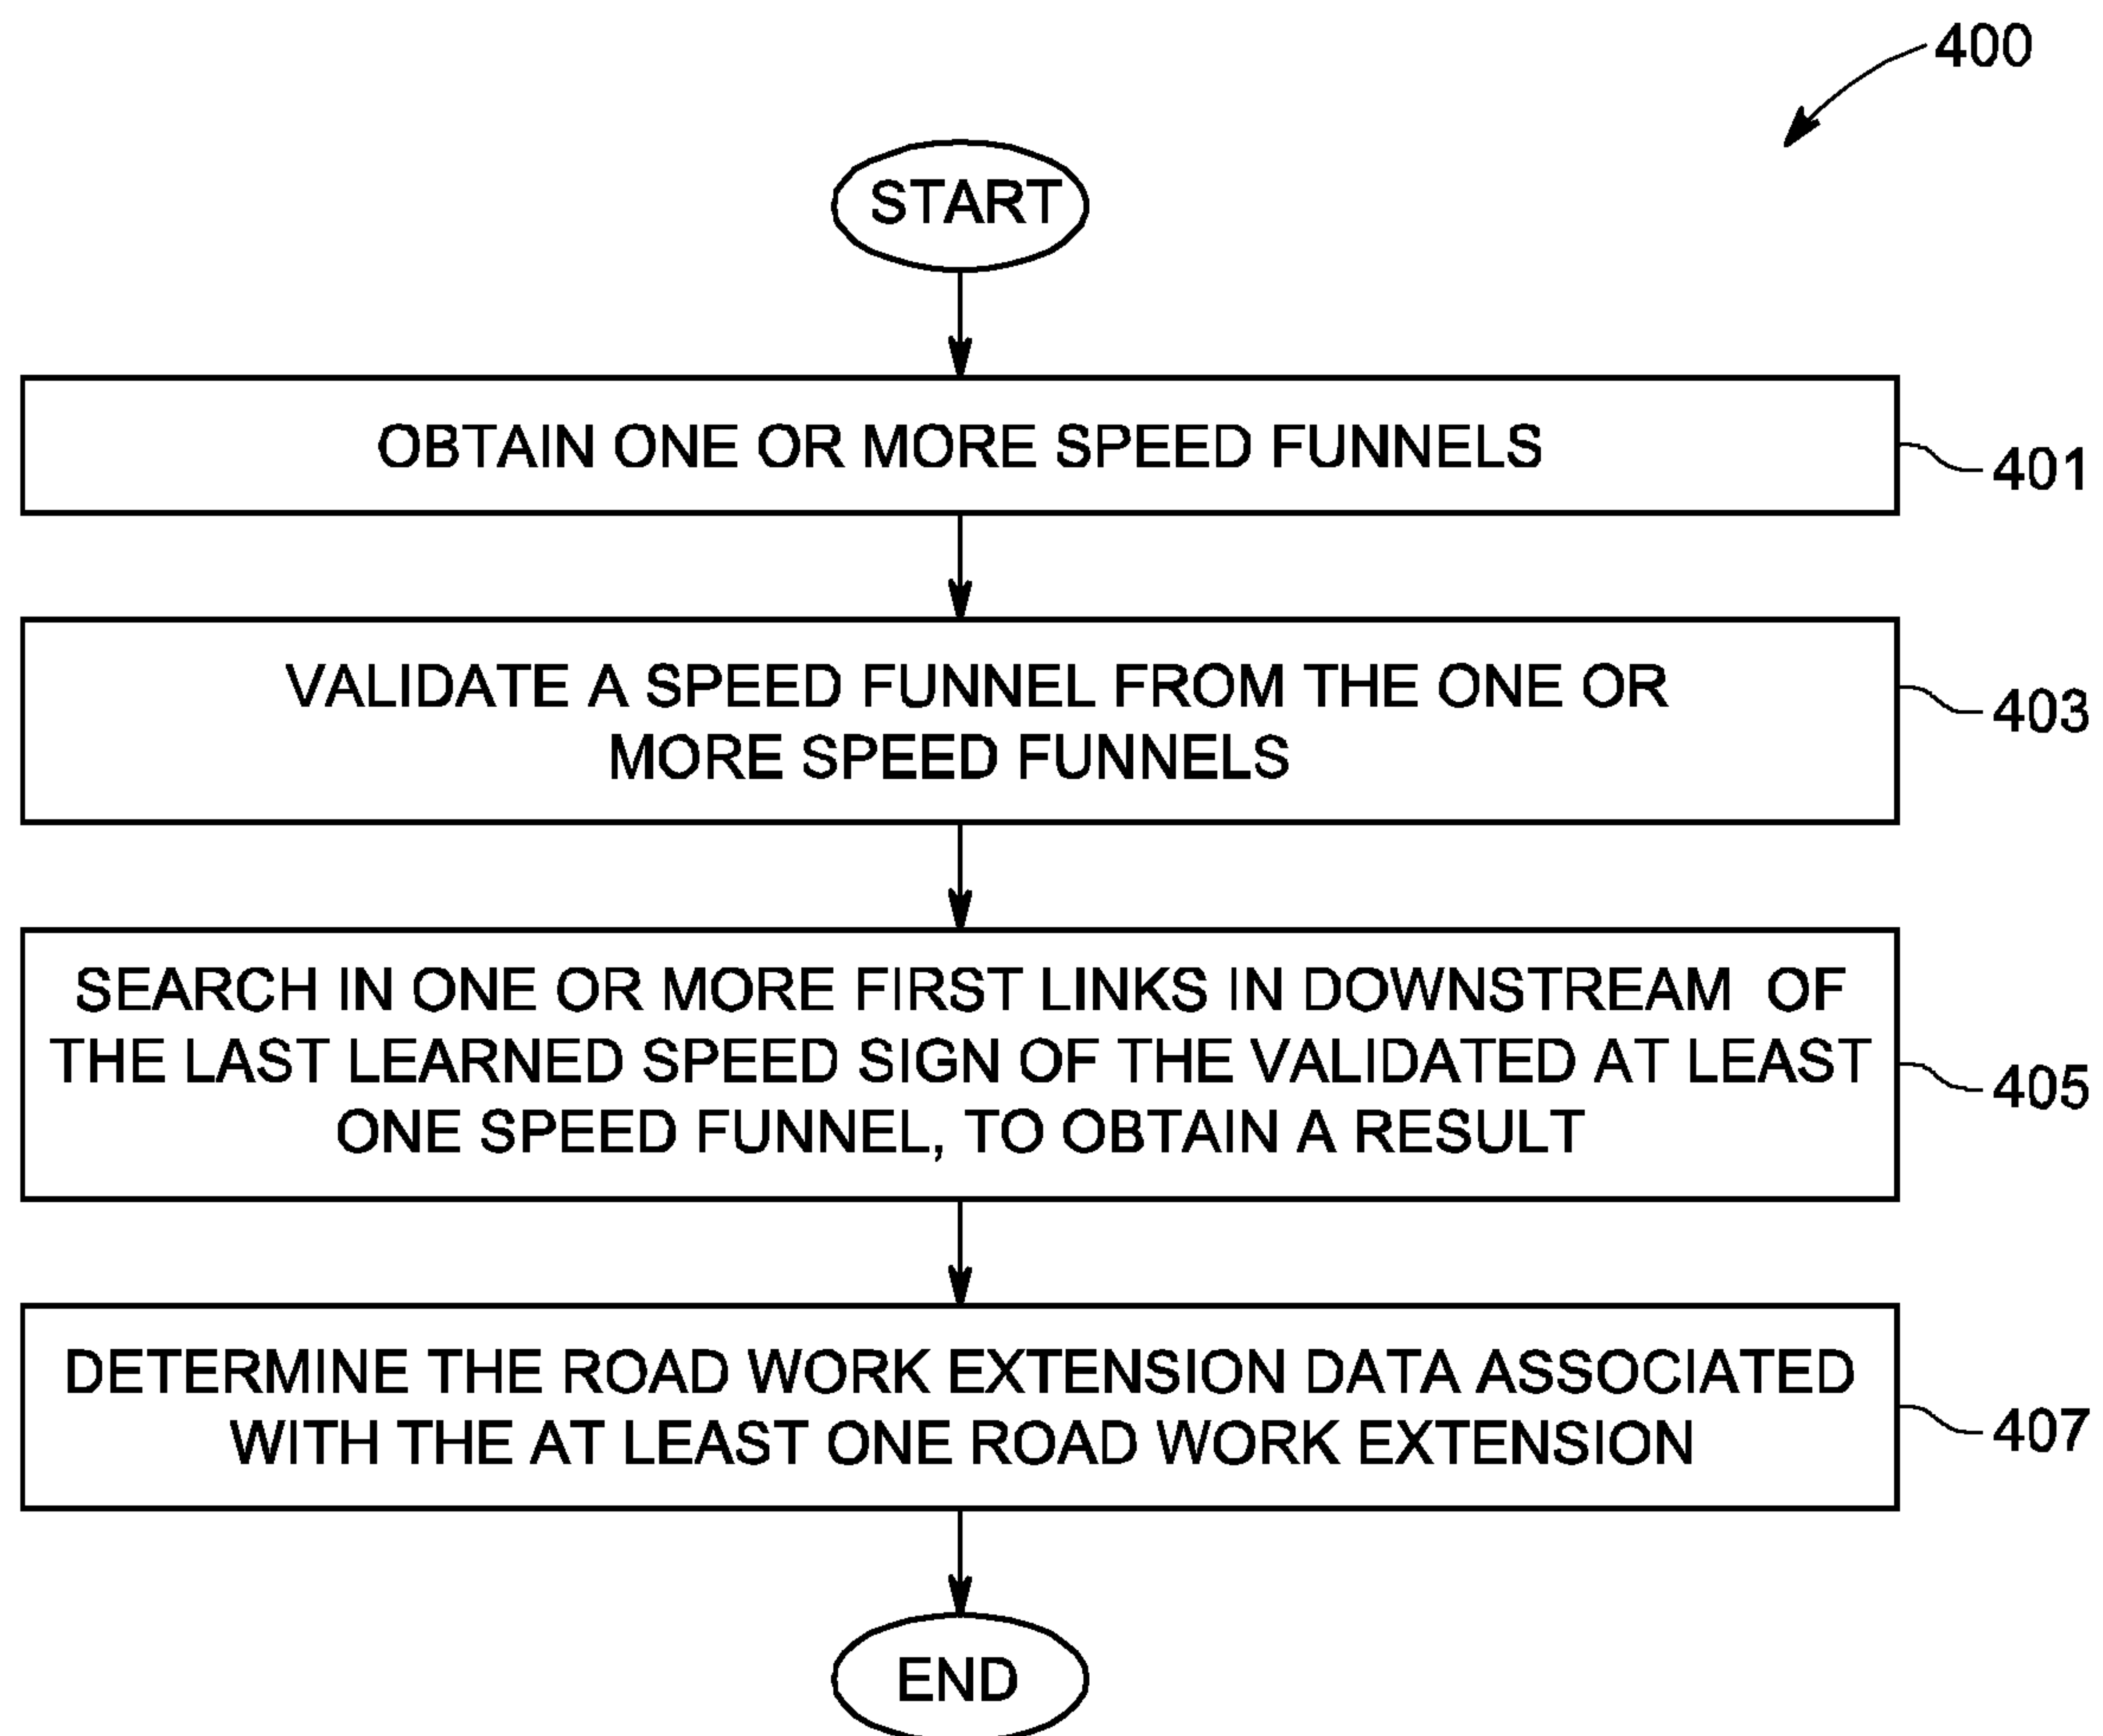 400
START
OBTAIN ONE OR MORE SPEED FUNNELS
401
VALIDATE A SPEED FUNNEL FROM THE ONE OR
MORE SPEED FUNNELS
403
SEARCH IN ONE OR MORE FIRST LINKS IN DOWNSTREAM OF
THE LAST LEARNED SPEED SIGN OF THE VALIDATED AT LEAST
ONE SPEED FUNNEL, TO OBTAIN A RESULT
405
DETERMINE THE ROAD WORK EXTENSION DATA ASSOCIATED
WITH THE AT LEAST ONE ROAD WORK EXTENSION
407
END